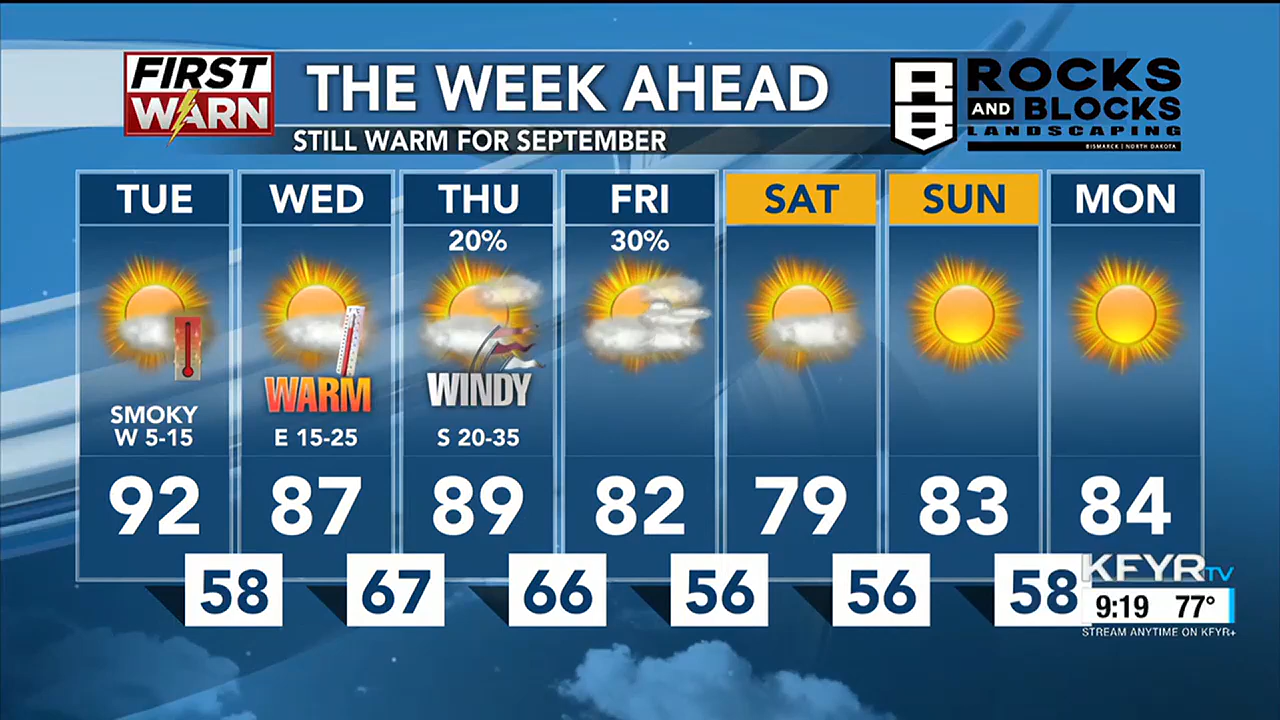 FIRST
WARN
THE WEEK AHEAD
STILL WARM FOR SEPTEMBER
ROCKS
AND BLOCKS
LANDSCAPING
BISMARCK | NORTH DAKOTA
TUE WED THU FRI SAT SUN MON
20% 30%
WARM WINDY
SMOKY
W 5-15 E 15-25 S 20-35
92 87 89 82 79 83 84
58 67 66 56 56 58
KFYRTV
9:19 77°
STREAM ANYTIME ON KFYR+